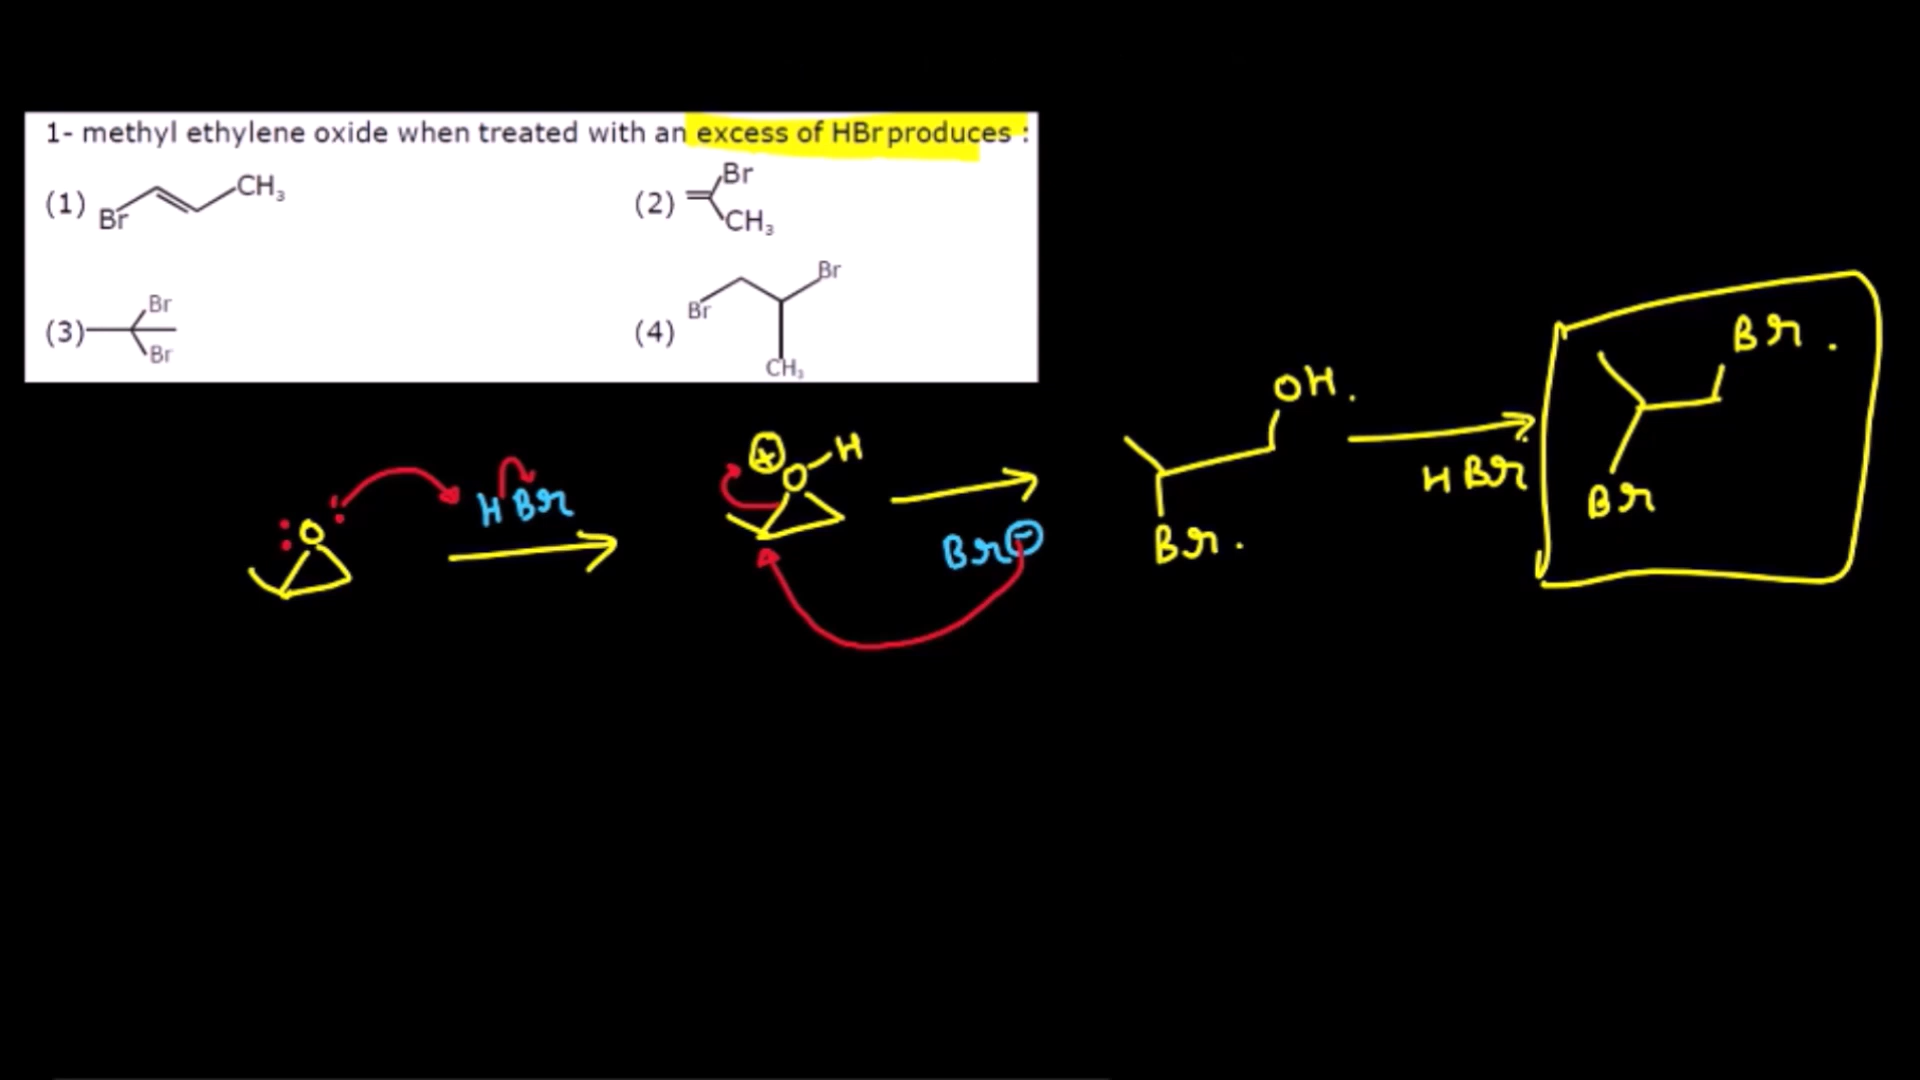 1- methyl ethylene oxide when treated with an excess of HBr produces :
(1) Br CH₃
(2) Br CH₃
(3) Br Br
(4) Br Br CH₃
O HBr
⊕ O-H
Br⊖
OH.
Br.
HBr
Br.
Br